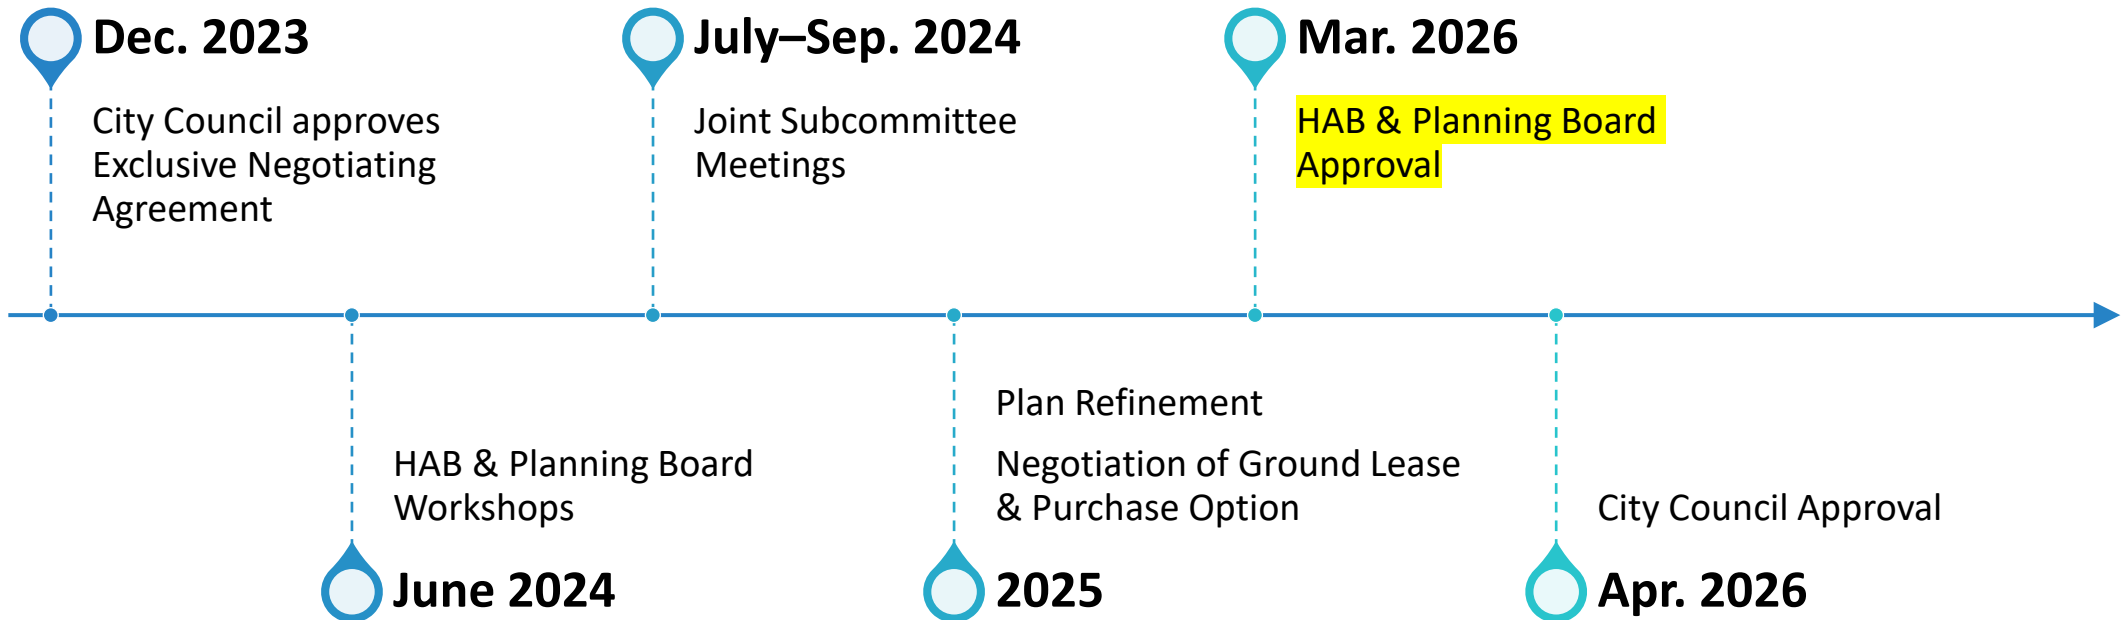 Dec. 2023
City Council approves
Exclusive Negotiating
Agreement
HAB & Planning Board
Workshops
June 2024
July–Sep. 2024
Joint Subcommittee
Meetings
Plan Refinement
Negotiation of Ground Lease
& Purchase Option
2025
Mar. 2026
HAB & Planning Board
Approval
City Council Approval
Apr. 2026